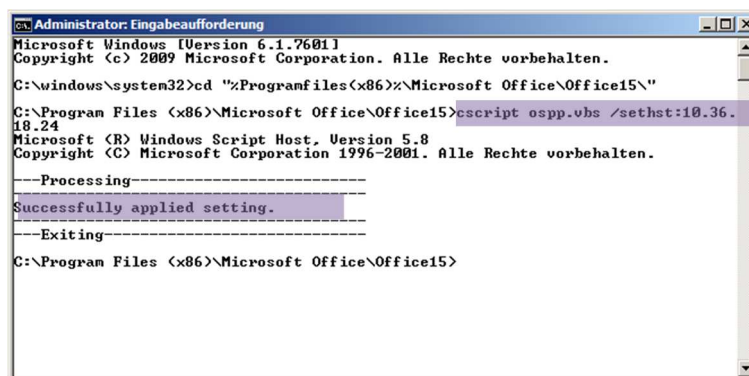 Administrator: Eingabeaufforderung
Microsoft Windows [Version 6.1.7601]
Copyright (c) 2009 Microsoft Corporation. Alle Rechte vorbehalten.
C:\windows\system32>cd "%Programfiles(x86)%\Microsoft Office\Office15\"
C:\Program Files (x86)\Microsoft Office\Office15>cscript ospp.vbs /sethst:10.36.
18.24
Microsoft (R) Windows Script Host, Version 5.8
Copyright (C) Microsoft Corporation 1996-2001. Alle Rechte vorbehalten.
---Processing--------------------------
---------------------------------------
Successfully applied setting.
---------------------------------------
---Exiting-----------------------------
C:\Program Files (x86)\Microsoft Office\Office15>